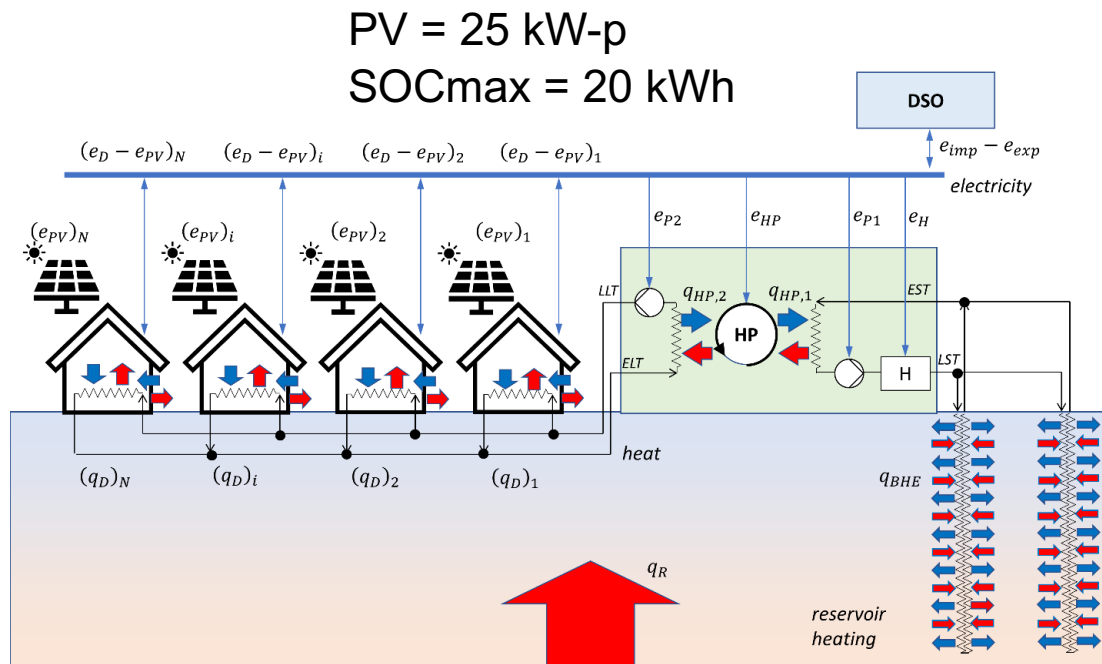 PV = 25 kW-p
SOCmax = 20 kWh
DSO
(e_D − e_PV)_N (e_D − e_PV)_i (e_D − e_PV)_2 (e_D − e_PV)_1
e_imp − e_exp
electricity
e_P2 e_HP e_P1 e_H
(e_PV)_N (e_PV)_i (e_PV)_2 (e_PV)_1
LLT q_HP,2 q_HP,1 EST
HP
ELT H LST
heat
(q_D)_N (q_D)_i (q_D)_2 (q_D)_1
q_BHE
q_R
reservoir
heating